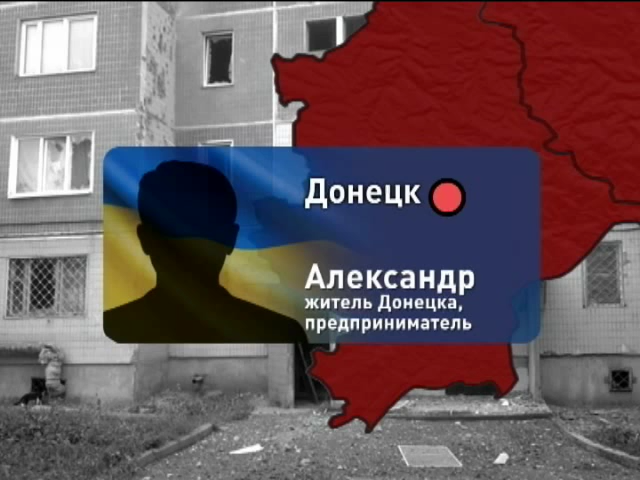 Донецк
Александр
житель Донецка,
предприниматель